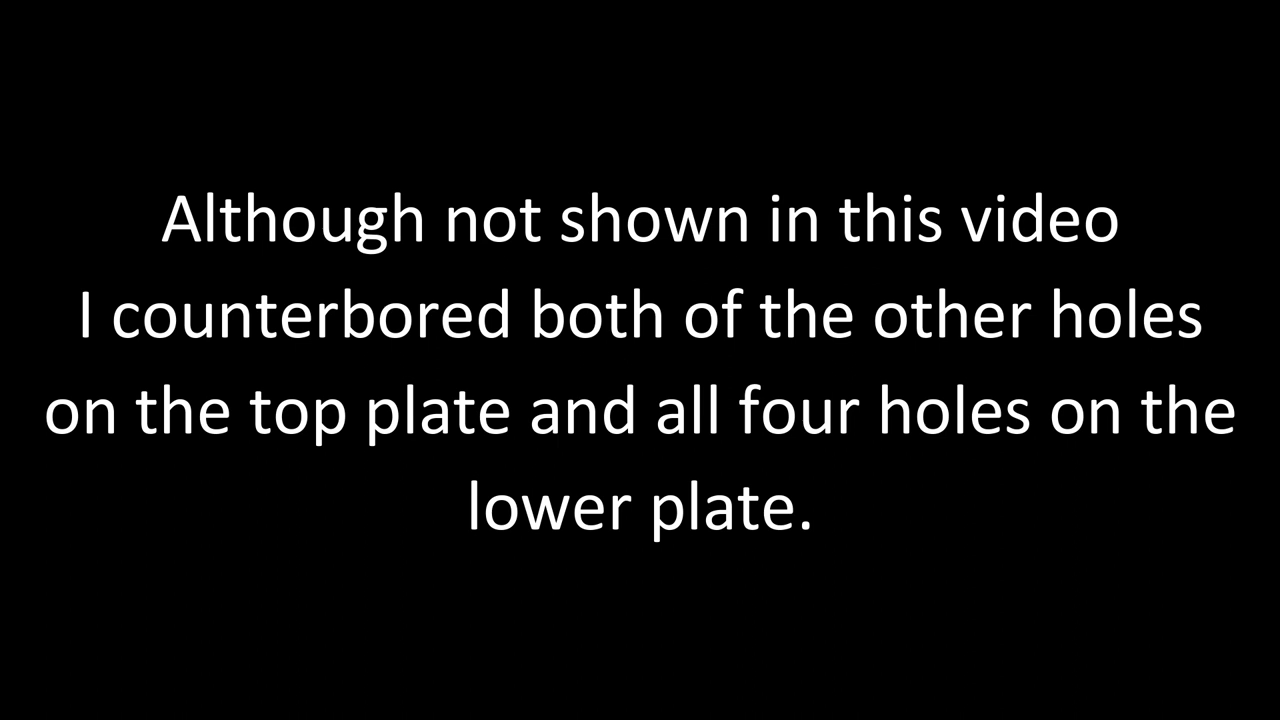 Although not shown in this video
I counterbored both of the other holes
on the top plate and all four holes on the
lower plate.